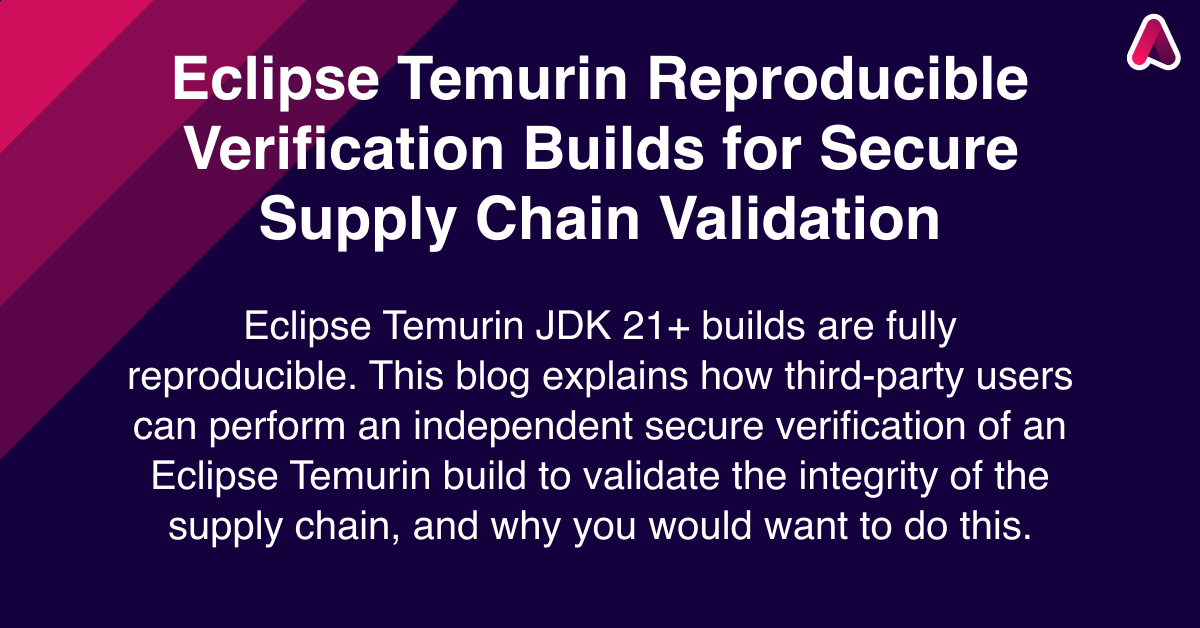 Eclipse Temurin Reproducible
Verification Builds for Secure
Supply Chain Validation
Eclipse Temurin JDK 21+ builds are fully
reproducible. This blog explains how third-party users
can perform an independent secure verification of an
Eclipse Temurin build to validate the integrity of the
supply chain, and why you would want to do this.